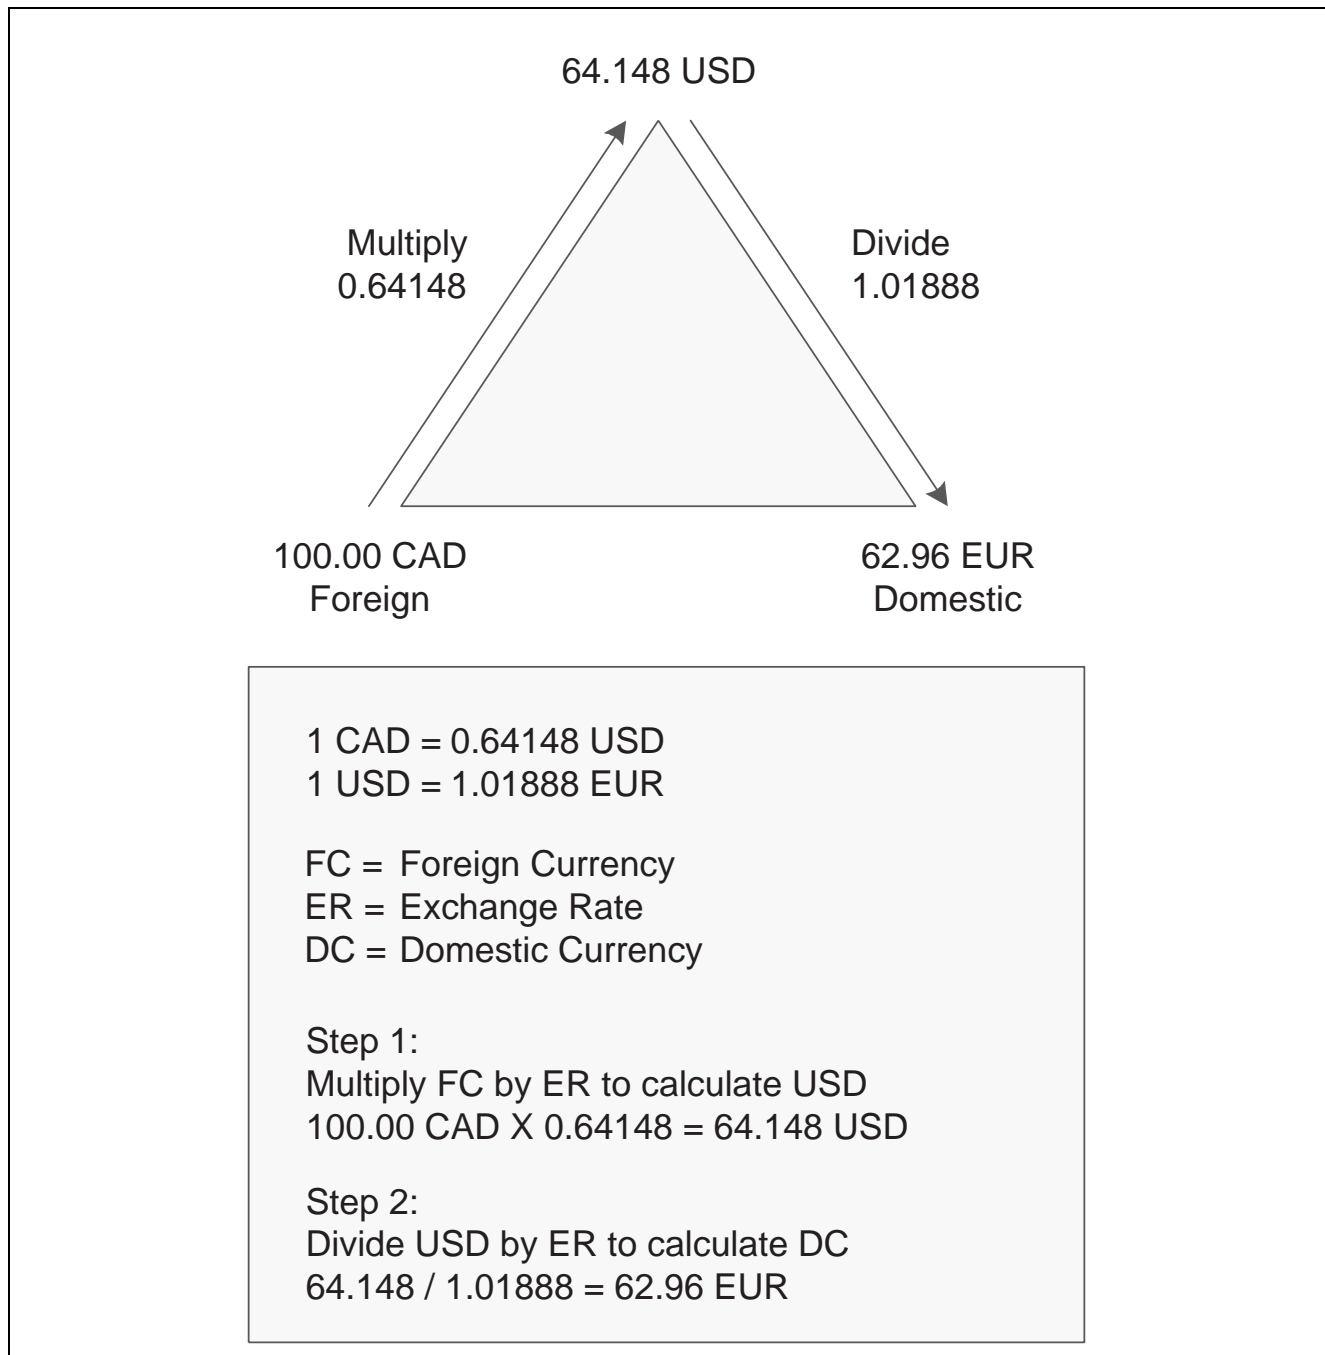 64.148 USD
Multiply
0.64148
Divide
1.01888
100.00 CAD
Foreign
62.96 EUR
Domestic
1 CAD = 0.64148 USD
1 USD = 1.01888 EUR
FC = Foreign Currency
ER = Exchange Rate
DC = Domestic Currency
Step 1:
Multiply FC by ER to calculate USD
100.00 CAD X 0.64148 = 64.148 USD
Step 2:
Divide USD by ER to calculate DC
64.148 / 1.01888 = 62.96 EUR